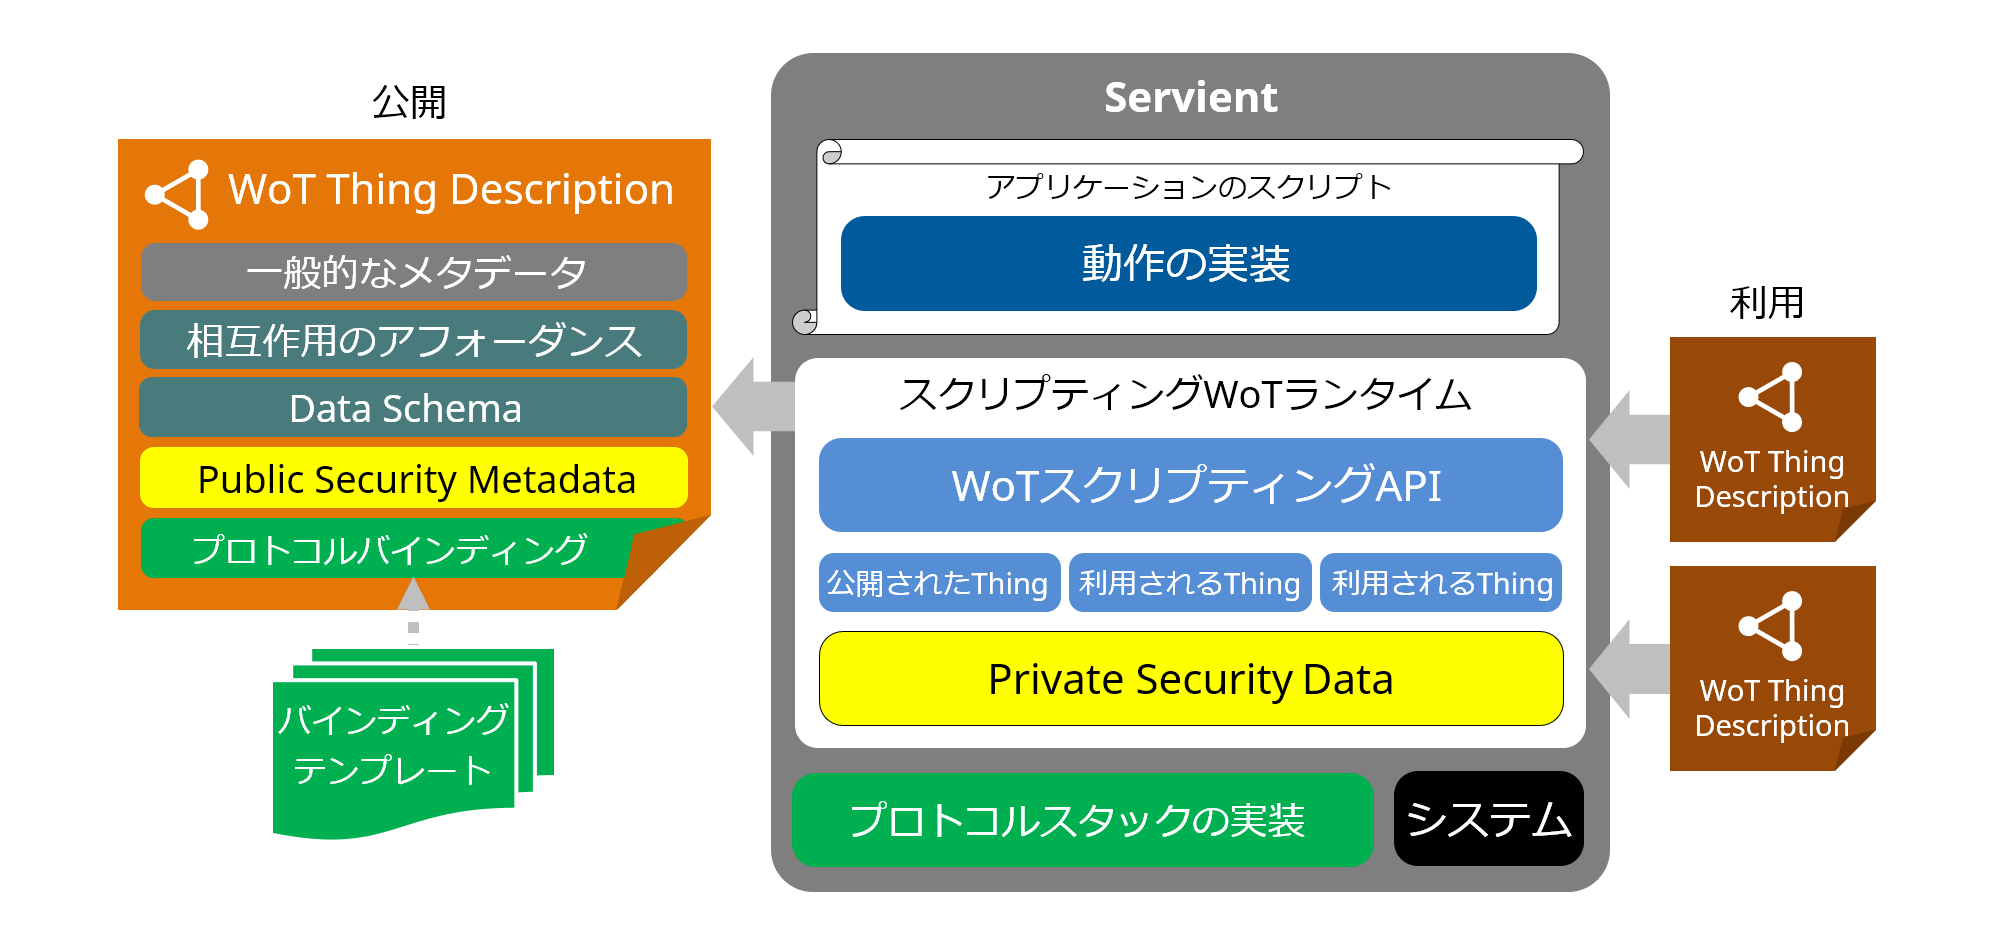 公開
WoT Thing Description
一般的なメタデータ
相互作用のアフォーダンス
Data Schema
Public Security Metadata
プロトコルバインディング
バインディング
テンプレート
Servient
アプリケーションのスクリプト
動作の実装
スクリプティングWoTランタイム
WoTスクリプティングAPI
公開されたThing
利用されるThing
利用されるThing
Private Security Data
プロトコルスタックの実装
システム
利用
WoT Thing
Description
WoT Thing
Description